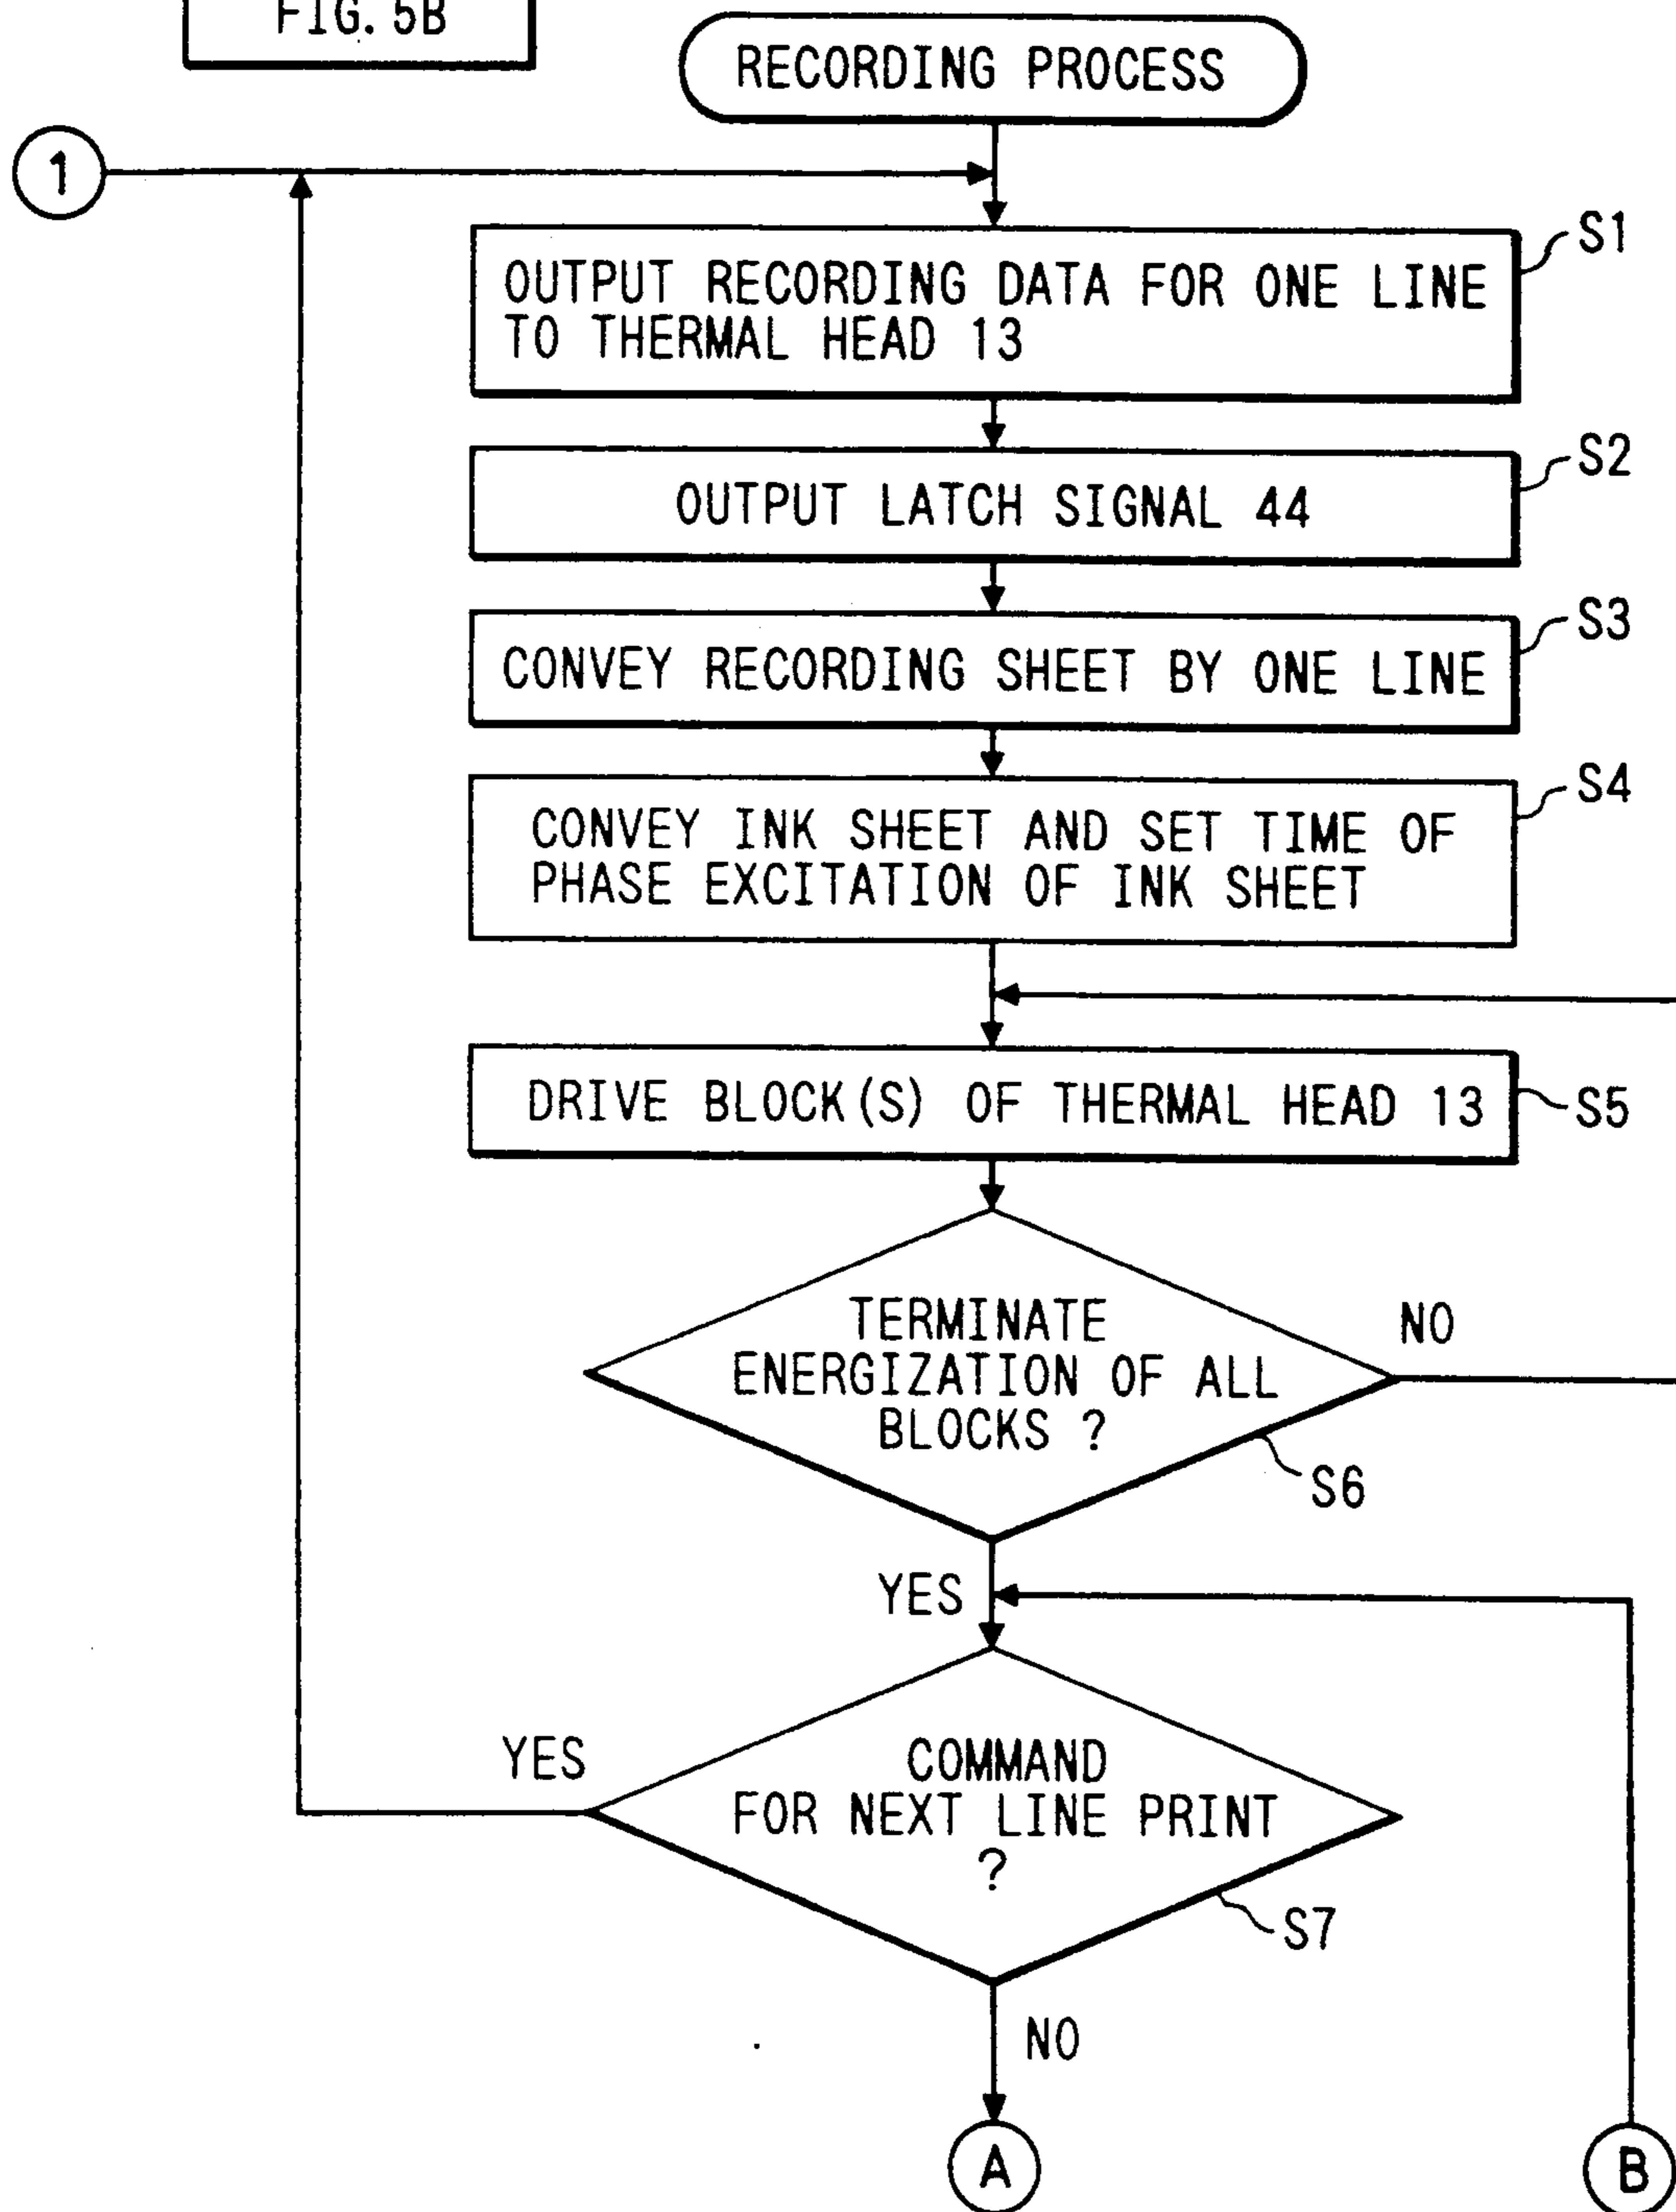 FIG. 5B
RECORDING PROCESS
1
S1
OUTPUT RECORDING DATA FOR ONE LINE
TO THERMAL HEAD 13
S2
OUTPUT LATCH SIGNAL 44
S3
CONVEY RECORDING SHEET BY ONE LINE
S4
CONVEY INK SHEET AND SET TIME OF
PHASE EXCITATION OF INK SHEET
DRIVE BLOCK(S) OF THERMAL HEAD 13
S5
TERMINATE
ENERGIZATION OF ALL
BLOCKS ?
NO
S6
YES
YES
COMMAND
FOR NEXT LINE PRINT
?
S7
NO
A
B